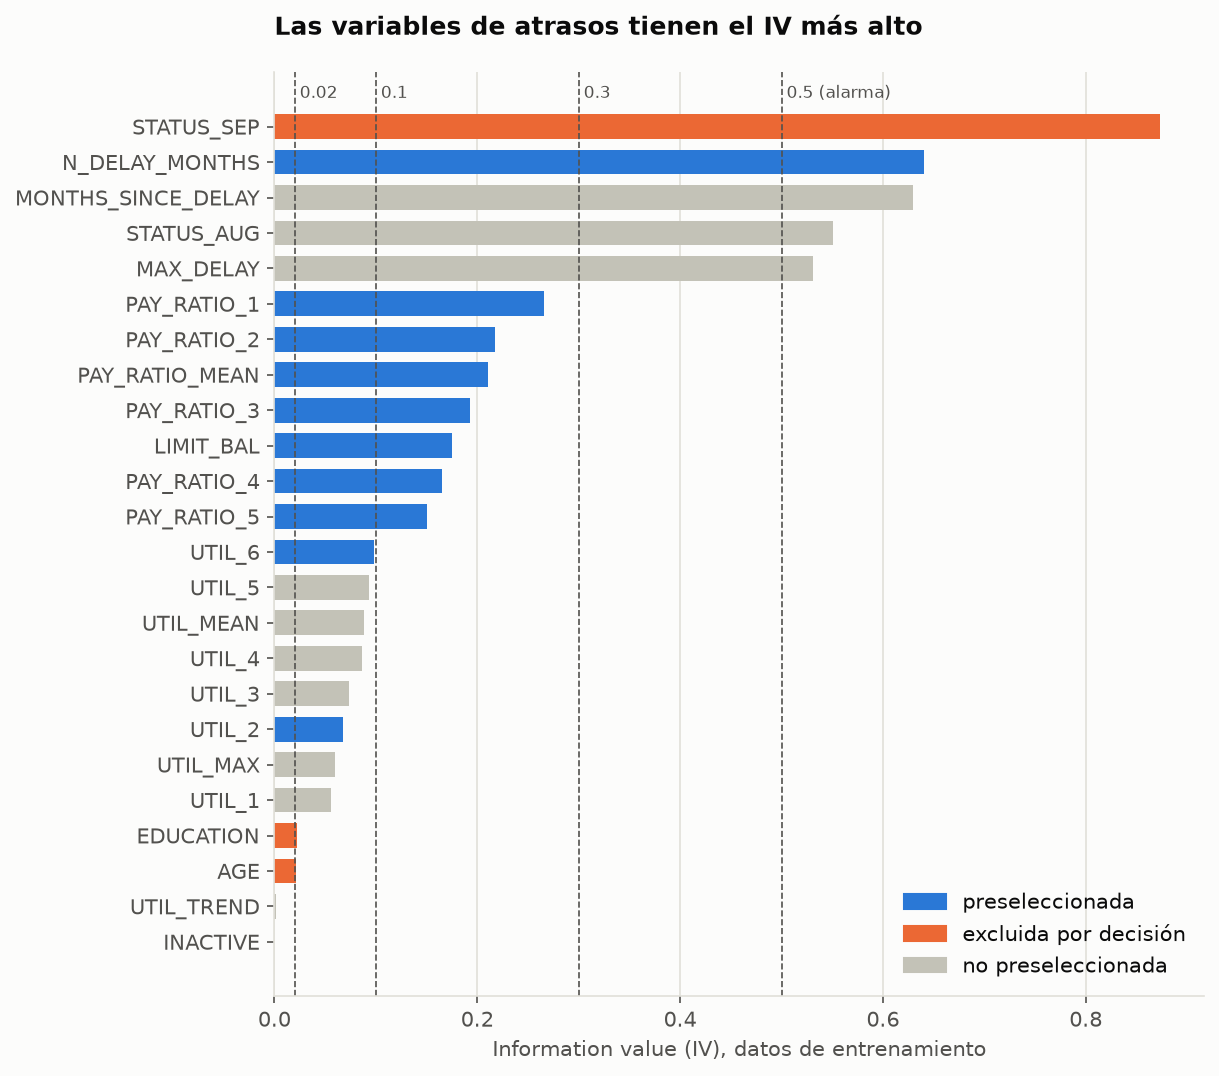 Las variables de atrasos tienen el IV más alto
0.02 0.1 0.3 0.5 (alarma)
STATUS_SEP
N_DELAY_MONTHS
MONTHS_SINCE_DELAY
STATUS_AUG
MAX_DELAY
PAY_RATIO_1
PAY_RATIO_2
PAY_RATIO_MEAN
PAY_RATIO_3
LIMIT_BAL
PAY_RATIO_4
PAY_RATIO_5
UTIL_6
UTIL_5
UTIL_MEAN
UTIL_4
UTIL_3
UTIL_2
UTIL_MAX
UTIL_1
EDUCATION
AGE
UTIL_TREND
INACTIVE
preseleccionada
excluida por decisión
no preseleccionada
0.0 0.2 0.4 0.6 0.8
Information value (IV), datos de entrenamiento